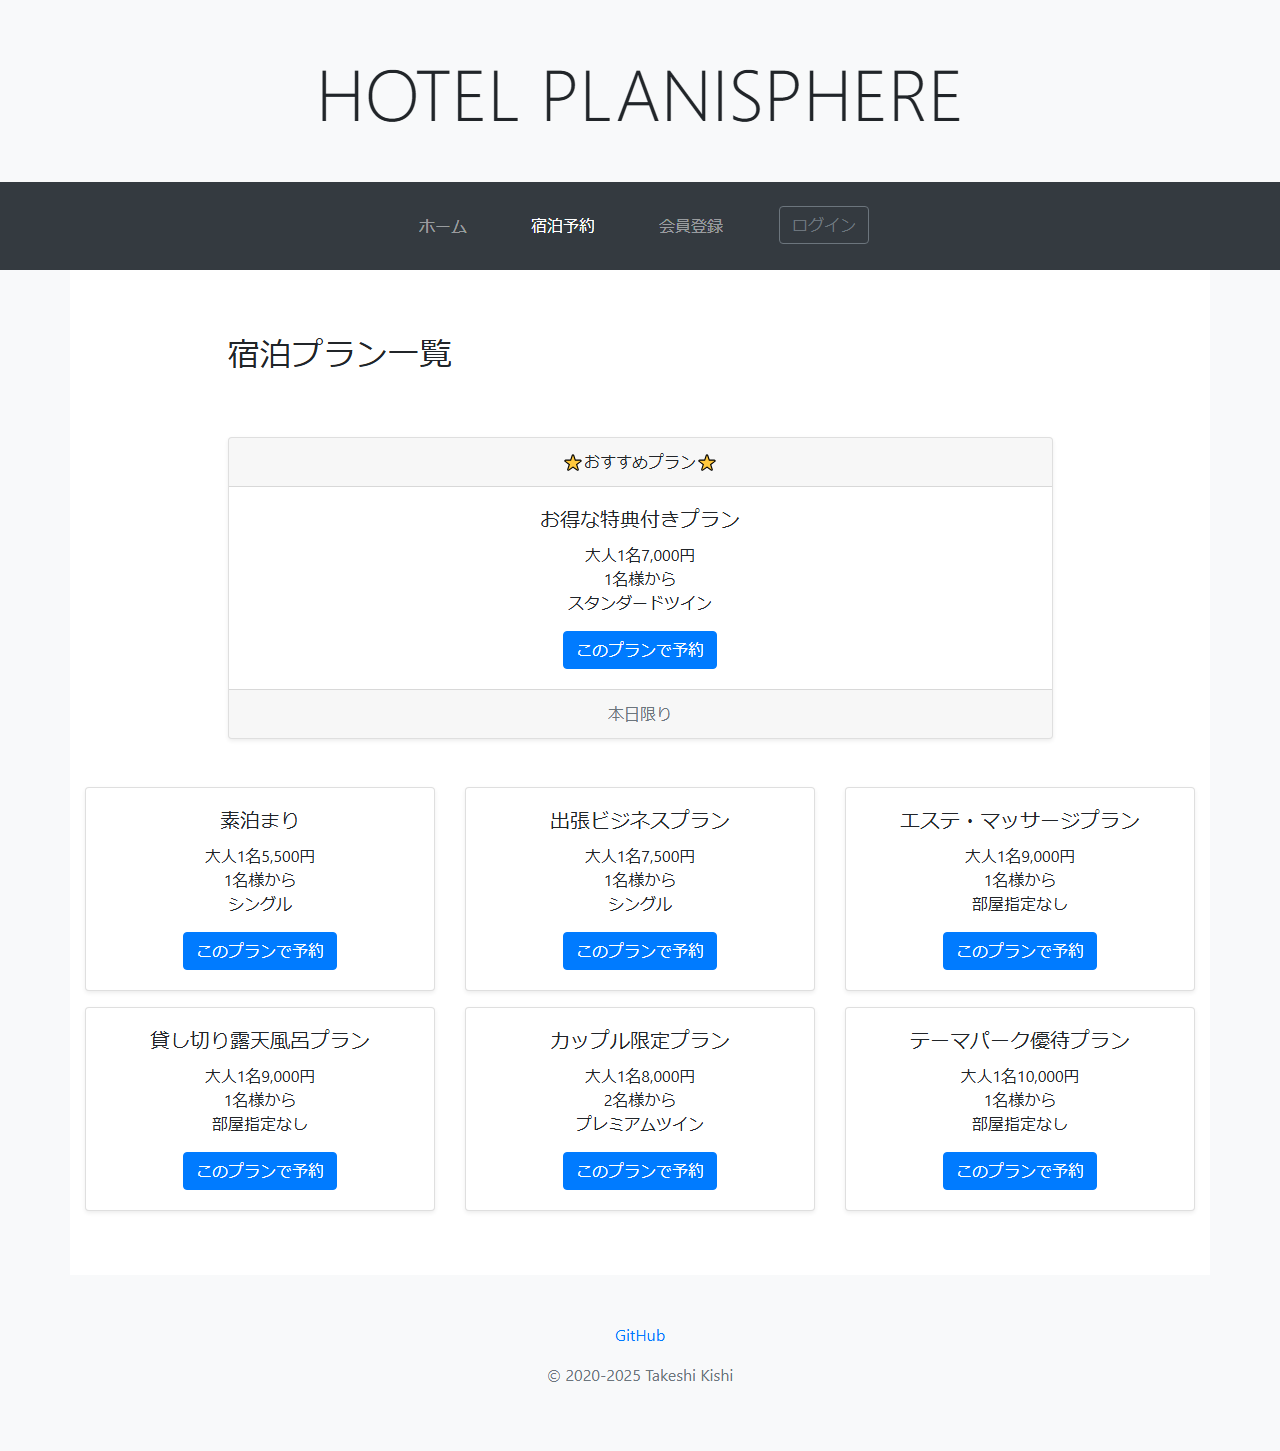 HOTEL PLANISPHERE
ホーム 宿泊予約 会員登録 ログイン
宿泊プラン一覧
⭐おすすめプラン⭐
お得な特典付きプラン
大人1名7,000円
1名様から
スタンダードツイン
このプランで予約
本日限り
素泊まり
大人1名5,500円
1名様から
シングル
このプランで予約
出張ビジネスプラン
大人1名7,500円
1名様から
シングル
このプランで予約
エステ・マッサージプラン
大人1名9,000円
1名様から
部屋指定なし
このプランで予約
貸し切り露天風呂プラン
大人1名9,000円
1名様から
部屋指定なし
このプランで予約
カップル限定プラン
大人1名8,000円
2名様から
プレミアムツイン
このプランで予約
テーマパーク優待プラン
大人1名10,000円
1名様から
部屋指定なし
このプランで予約
GitHub
© 2020-2025 Takeshi Kishi